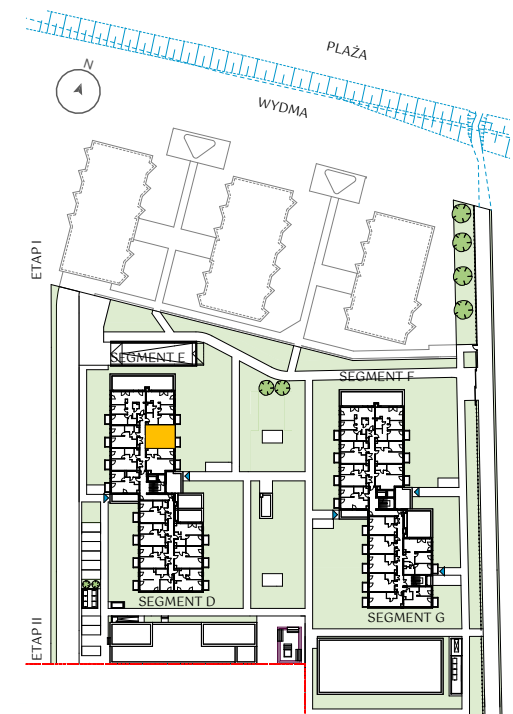 PLAŻA
WYDMA
N
ETAP I
SEGMENT E
SEGMENT F
SEGMENT D
SEGMENT G
ETAP II